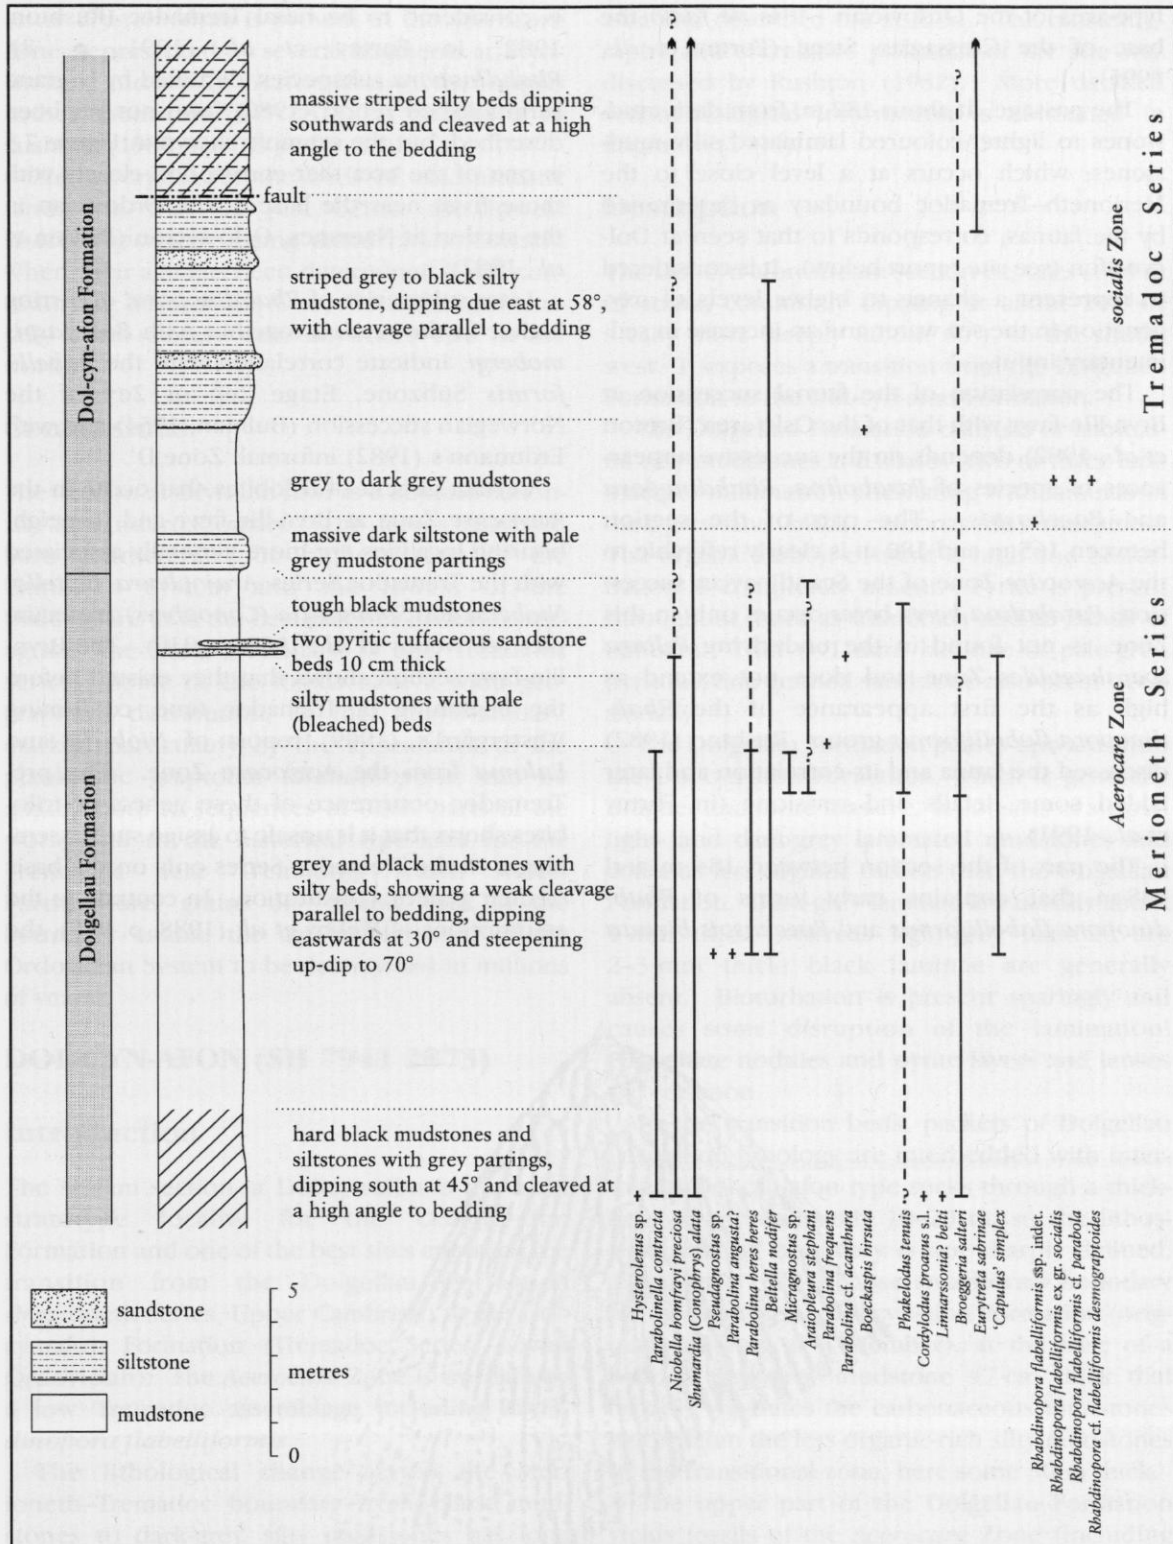 massive striped silty beds dipping
southwards and cleaved at a high
angle to the bedding
fault
striped grey to black silty
mudstone, dipping due east at 58°,
with cleavage parallel to bedding
grey to dark grey mudstones
massive dark siltstone with pale
grey mudstone partings
tough black mudstones
two pyritic tuffaceous sandstone
beds 10 cm thick
silty mudstones with pale
(bleached) beds
grey and black mudstones with
silty beds, showing a weak cleavage
parallel to bedding, dipping
eastwards at 30° and steepening
up-dip to 70°
hard black mudstones and
siltstones with grey partings,
dipping south at 45° and cleaved at
a high angle to bedding
Dol-cyn-afon Formation
Dolgellau Formation
sandstone
siltstone
mudstone
5
metres
0
Hysterolenus sp.
Parabolinella contracta
Niobella homfrayi preciosa
Shumardia (Conophrys) alata
Pseudagnostus sp.
Parabolina angusta?
Parabolina heres heres
Beltella nodifer
Micragnostus sp.
Araiopleura stephani
Parabolina frequens
Parabolina cf. acanthura
Boeckaspis hirsuta
Phakelodus tenuis
Cordylodus proavus s.l.
Linnarssonia? belti
Broeggeria salteri
Eurytreta sabrinae
'Capulus' simplex
Rhabdinopora flabelliformis ssp. indet.
Rhabdinopora flabelliformis ex gr. socialis
Rhabdinopora flabelliformis cf. parabola
Rhabdinopora cf. flabelliformis desmograptoides
socialis Zone
Acerocare Zone
Tremadoc Series
Merioneth Series